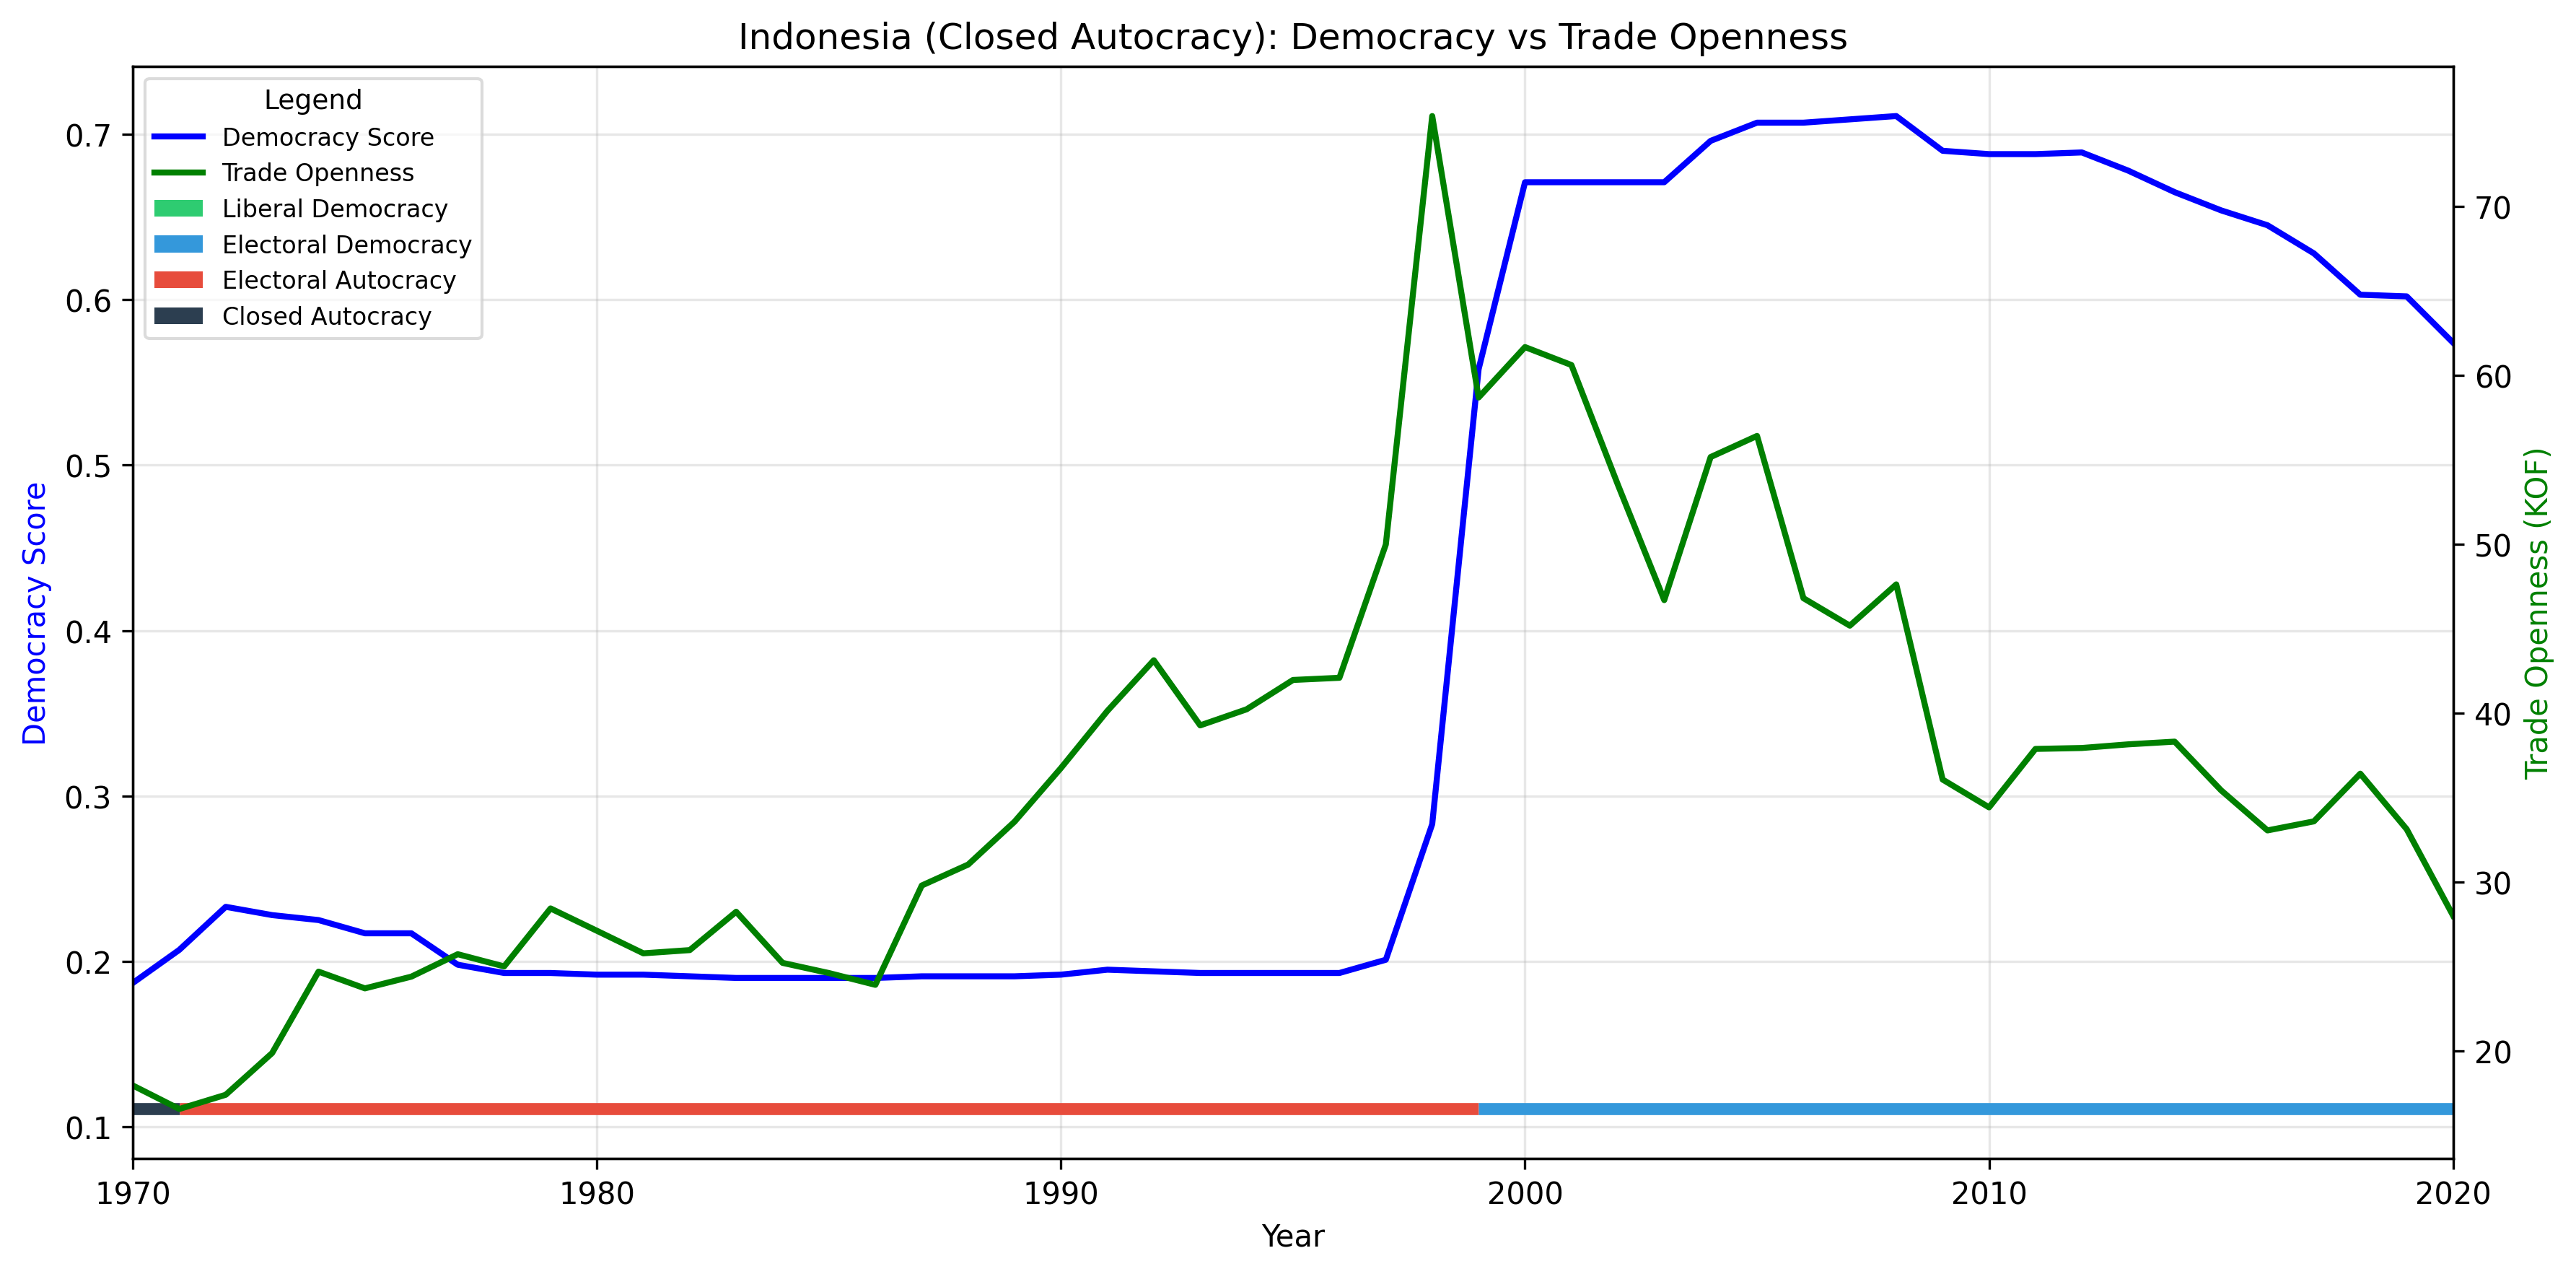 Indonesia (Closed Autocracy): Democracy vs Trade Openness
Legend
Democracy Score
Trade Openness
Liberal Democracy
Electoral Democracy
Electoral Autocracy
Closed Autocracy
Democracy Score
0.7
0.6
0.5
0.4
0.3
0.2
0.1
70
60
50
40
30
20
Trade Openness (KOF)
1970 1980 1990 2000 2010 2020
Year